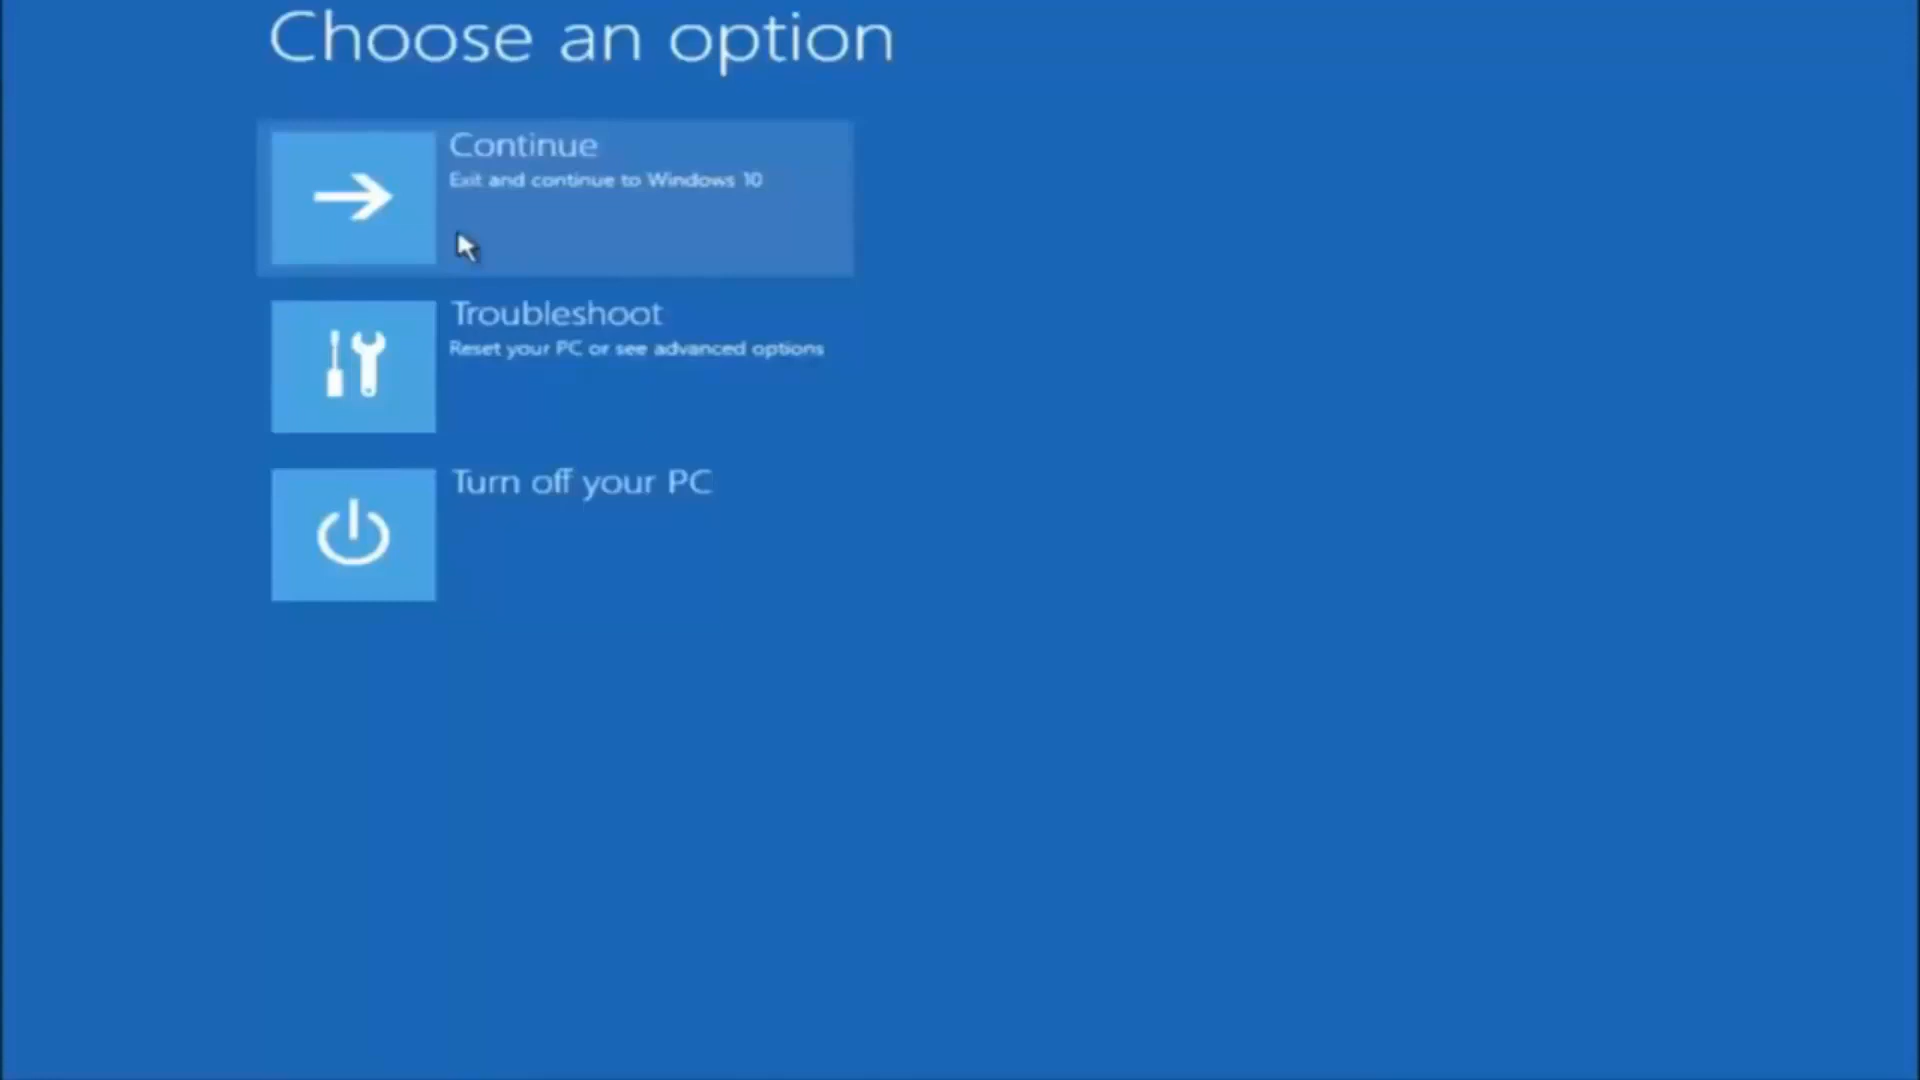 Choose an option
Continue
Exit and continue to Windows 10
Troubleshoot
Reset your PC or see advanced options
Turn off your PC